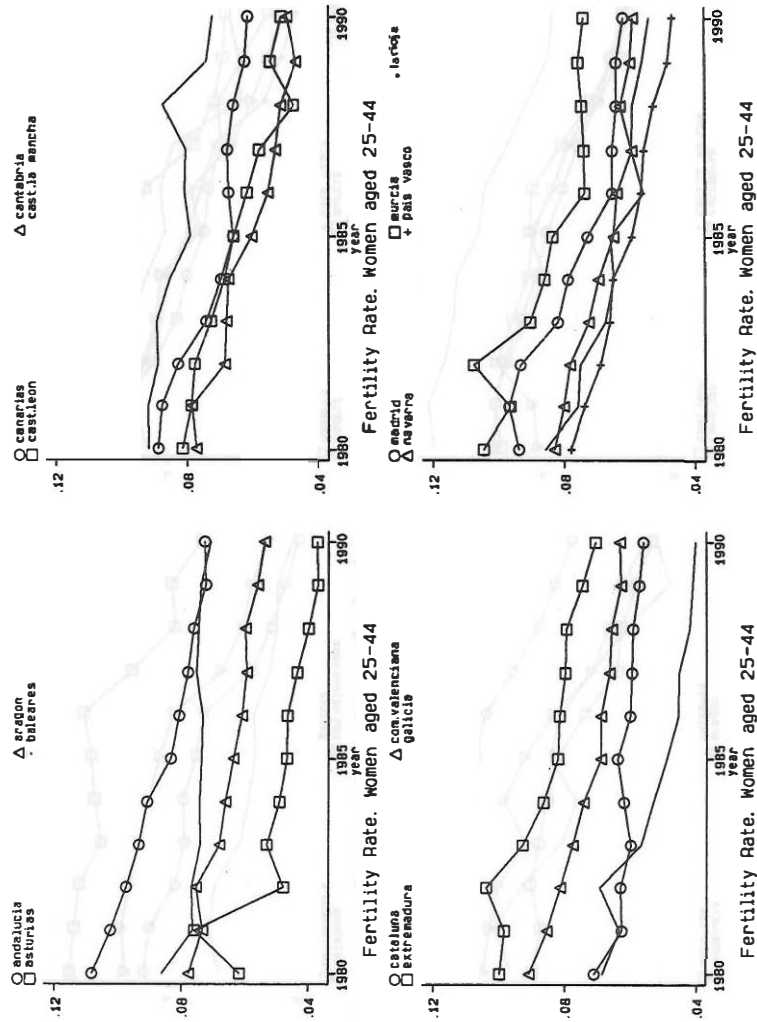 ○ andalucia △ aragon
□ asturias · baleares
.12
.08
.04
1980 1985 1990
year
Fertility Rate. Women aged 25-44
○ canarias △ cantabria
□ cast.leon cast.la mancha
.12
.08
.04
1980 1985 1990
year
Fertility Rate. Women aged 25-44
○ cataluna △ com.valenciana
□ extremadura galicia
.12
.08
.04
1980 1985 1990
year
Fertility Rate. Women aged 25-44
○ madrid □ murcia . larioja
△ navarra + pais vasco
.12
.08
.04
1980 1985 1990
year
Fertility Rate. Women aged 25-44